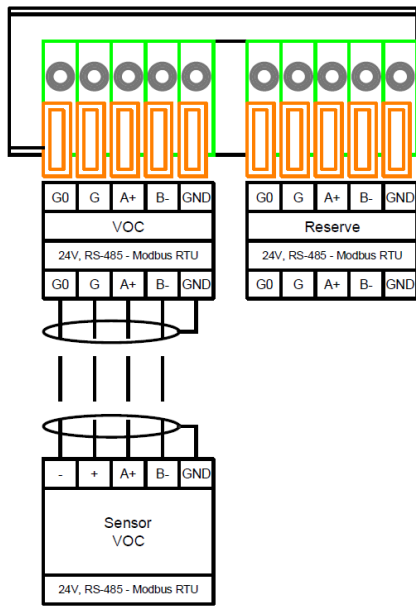 G0 G A+ B- GND G0 G A+ B- GND
VOC Reserve
24V, RS-485 - Modbus RTU 24V, RS-485 - Modbus RTU
G0 G A+ B- GND G0 G A+ B- GND
- + A+ B- GND
Sensor
VOC
24V, RS-485 - Modbus RTU